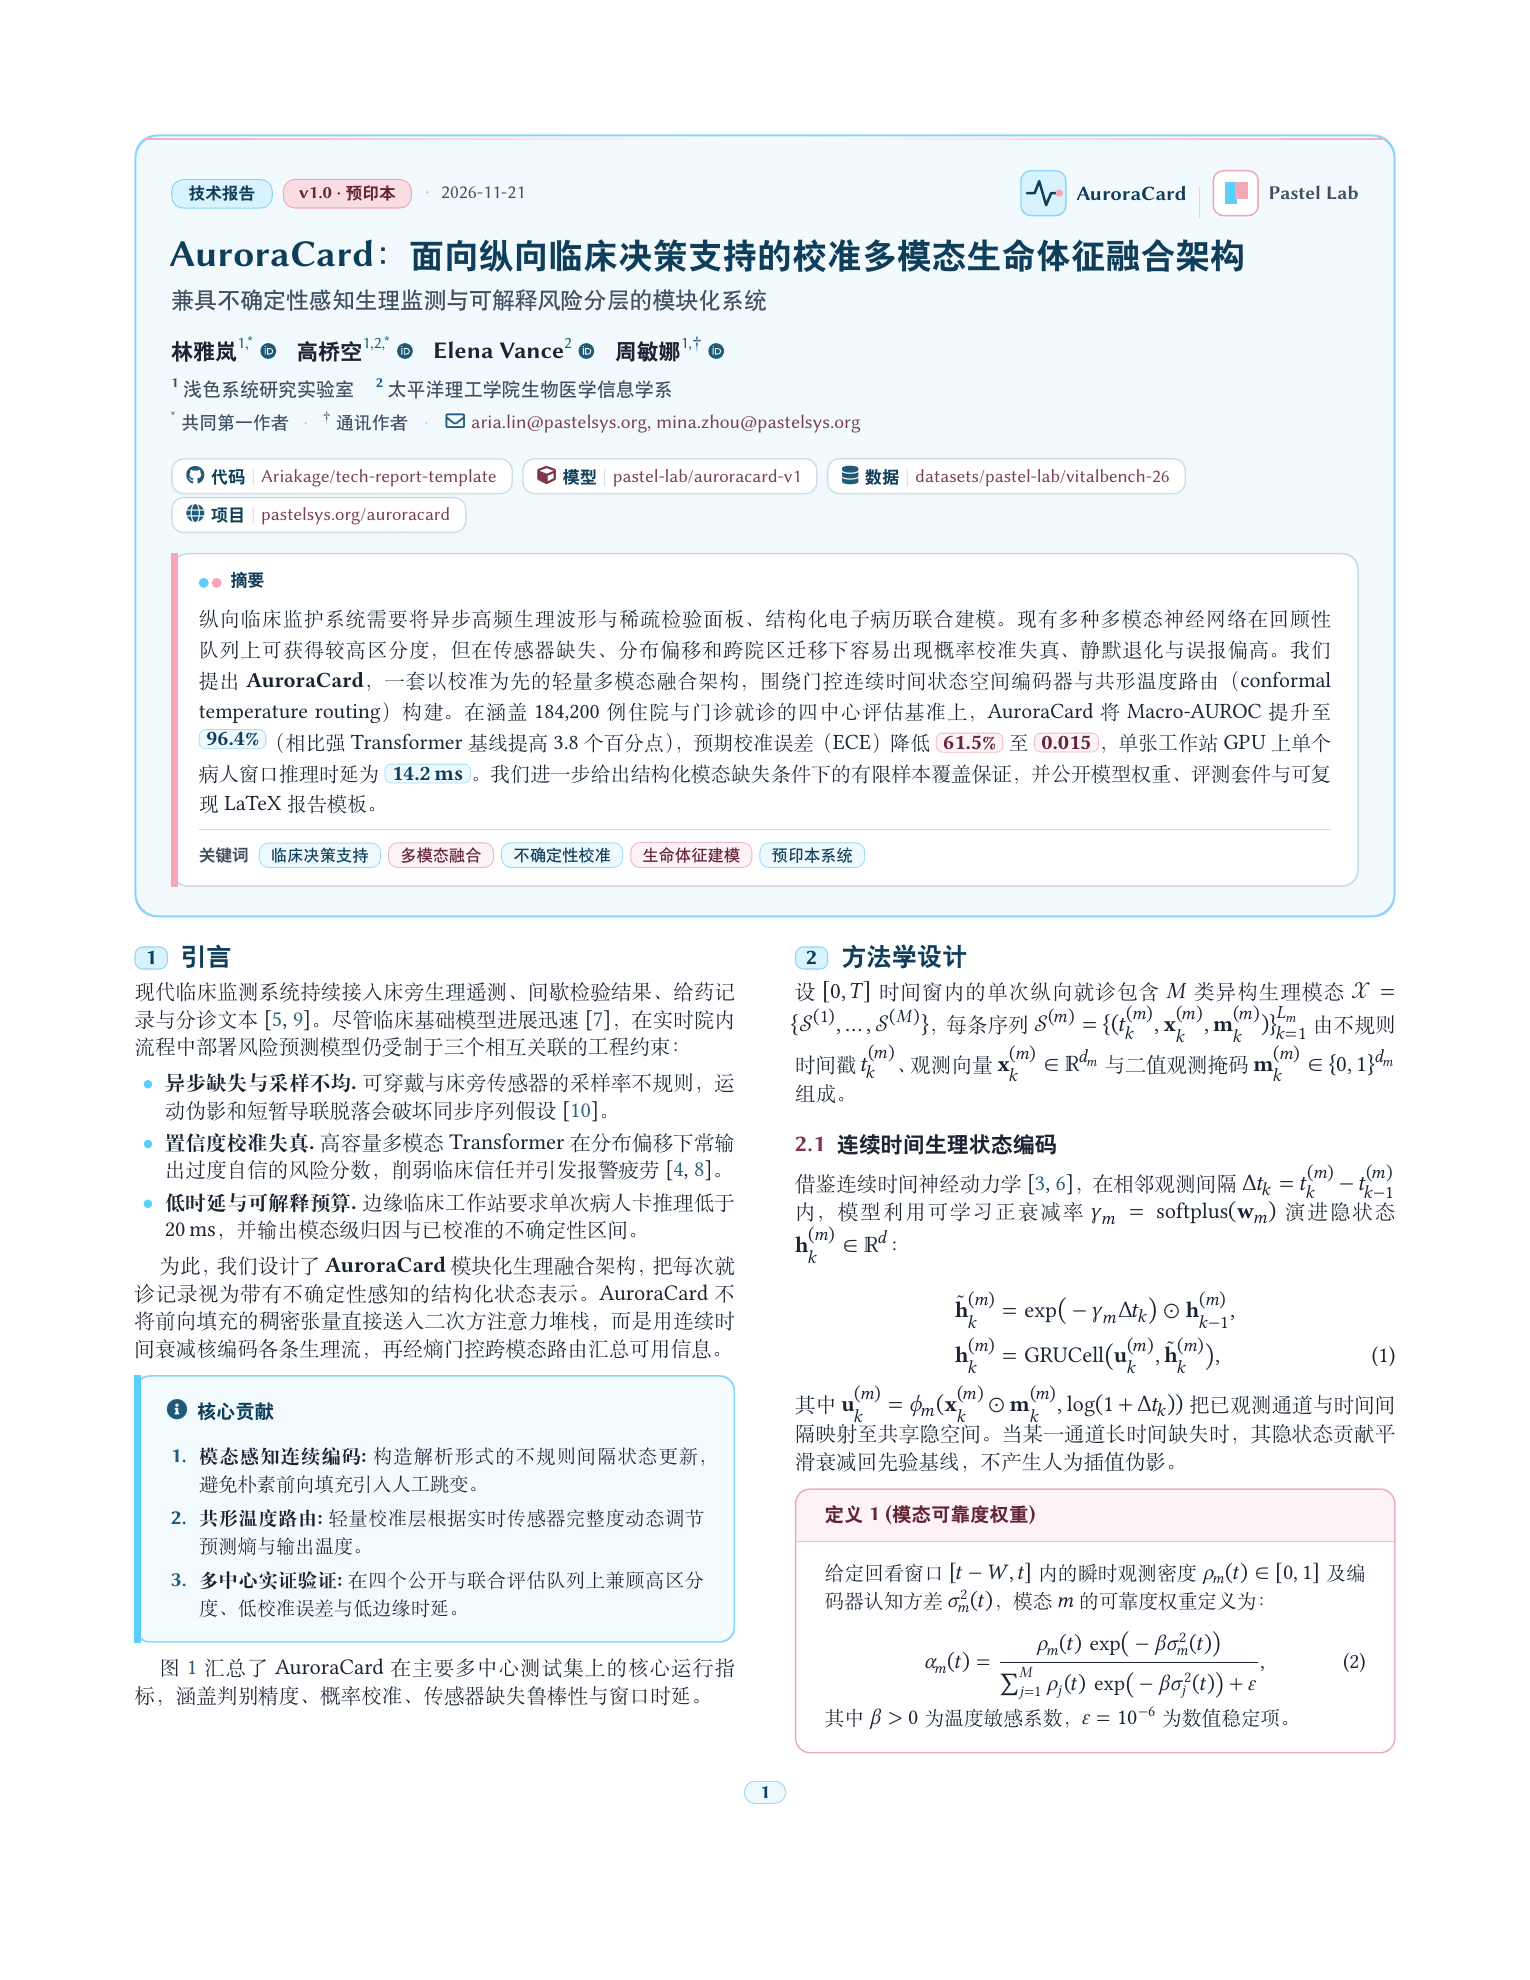 技术报告 v1.0 · 预印本 · 2026-11-21 AuroraCard Pastel Lab
AuroraCard：面向纵向临床决策支持的校准多模态生命体征融合架构
兼具不确定性感知生理监测与可解释风险分层的模块化系统
林雅岚1,* 高桥空1,2,* Elena Vance2 周敏娜1,†
1 浅色系统研究实验室 2 太平洋理工学院生物医学信息学系
* 共同第一作者 · † 通讯作者 · aria.lin@pastelsys.org, mina.zhou@pastelsys.org
代码 | Ariakage/tech-report-template 模型 | pastel-lab/auroracard-v1 数据 | datasets/pastel-lab/vitalbench-26
项目 | pastelsys.org/auroracard
摘要
纵向临床监护系统需要将异步高频生理波形与稀疏检验面板、结构化电子病历联合建模。现有多种多模态神经网络在回顾性
队列上可获得较高区分度，但在传感器缺失、分布偏移和跨院区迁移下容易出现概率校准失真、静默退化与误报偏高。我们
提出 AuroraCard，一套以校准为先的轻量多模态融合架构，围绕门控连续时间状态空间编码器与共形温度路由（conformal
temperature routing）构建。在涵盖 184,200 例住院与门诊就诊的四中心评估基准上，AuroraCard 将 Macro-AUROC 提升至
96.4%（相比强 Transformer 基线提高 3.8 个百分点），预期校准误差（ECE）降低 61.5% 至 0.015，单张工作站 GPU 上单个
病人窗口推理时延为 14.2 ms。我们进一步给出结构化模态缺失条件下的有限样本覆盖保证，并公开模型权重、评测套件与可复
现 LaTeX 报告模板。
关键词 临床决策支持 多模态融合 不确定性校准 生命体征建模 预印本系统
1 引言
现代临床监测系统持续接入床旁生理遥测、间歇检验结果、给药记
录与分诊文本 [5, 9]。尽管临床基础模型进展迅速 [7]，在实时院内
流程中部署风险预测模型仍受制于三个相互关联的工程约束：
• 异步缺失与采样不均. 可穿戴与床旁传感器的采样率不规则，运
动伪影和短暂导联脱落会破坏同步序列假设 [10]。
• 置信度校准失真. 高容量多模态 Transformer 在分布偏移下常输
出过度自信的风险分数，削弱临床信任并引发报警疲劳 [4, 8]。
• 低时延与可解释预算. 边缘临床工作站要求单次病人卡推理低于
20 ms，并输出模态级归因与已校准的不确定性区间。
为此，我们设计了 AuroraCard 模块化生理融合架构，把每次就
诊记录视为带有不确定性感知的结构化状态表示。AuroraCard 不
将前向填充的稠密张量直接送入二次方注意力堆栈，而是用连续时
间衰减核编码各条生理流，再经熵门控跨模态路由汇总可用信息。
核心贡献
1. 模态感知连续编码: 构造解析形式的不规则间隔状态更新，
避免朴素前向填充引入人工跳变。
2. 共形温度路由: 轻量校准层根据实时传感器完整度动态调节
预测熵与输出温度。
3. 多中心实证验证: 在四个公开与联合评估队列上兼顾高区分
度、低校准误差与低边缘时延。
图 1 汇总了 AuroraCard 在主要多中心测试集上的核心运行指
标，涵盖判别精度、概率校准、传感器缺失鲁棒性与窗口时延。
2 方法学设计
设 [0, T] 时间窗内的单次纵向就诊包含 M 类异构生理模态 𝒳 =
{𝒮^(1), …, 𝒮^(M)}，每条序列 𝒮^(m) = {(t_k^(m), x_k^(m), m_k^(m))}_{k=1}^{L_m} 由不规则
时间戳 t_k^(m)、观测向量 x_k^(m) ∈ ℝ^{d_m} 与二值观测掩码 m_k^(m) ∈ {0, 1}^{d_m}
组成。
2.1 连续时间生理状态编码
借鉴连续时间神经动力学 [3, 6]，在相邻观测间隔 Δt_k = t_k^(m) − t_{k−1}^(m)
内，模型利用可学习正衰减率 γ_m = softplus(w_m) 演进隐状态
h_k^(m) ∈ ℝ^d：
h̃_k^(m) = exp(− γ_m Δt_k) ⊙ h_{k−1}^(m),
h_k^(m) = GRUCell(u_k^(m), h̃_k^(m)), (1)
其中 u_k^(m) = ϕ_m(x_k^(m) ⊙ m_k^(m), log(1 + Δt_k)) 把已观测通道与时间间
隔映射至共享隐空间。当某一通道长时间缺失时，其隐状态贡献平
滑衰减回先验基线，不产生人为插值伪影。
定义 1 (模态可靠度权重)
给定回看窗口 [t − W, t] 内的瞬时观测密度 ρ_m(t) ∈ [0, 1] 及编
码器认知方差 σ_m^2(t)，模态 m 的可靠度权重定义为：
α_m(t) = ρ_m(t) exp(− βσ_m^2(t)) / (∑_{j=1}^M ρ_j(t) exp(− βσ_j^2(t)) + ε), (2)
其中 β > 0 为温度敏感系数，ε = 10^−6 为数值稳定项。
1